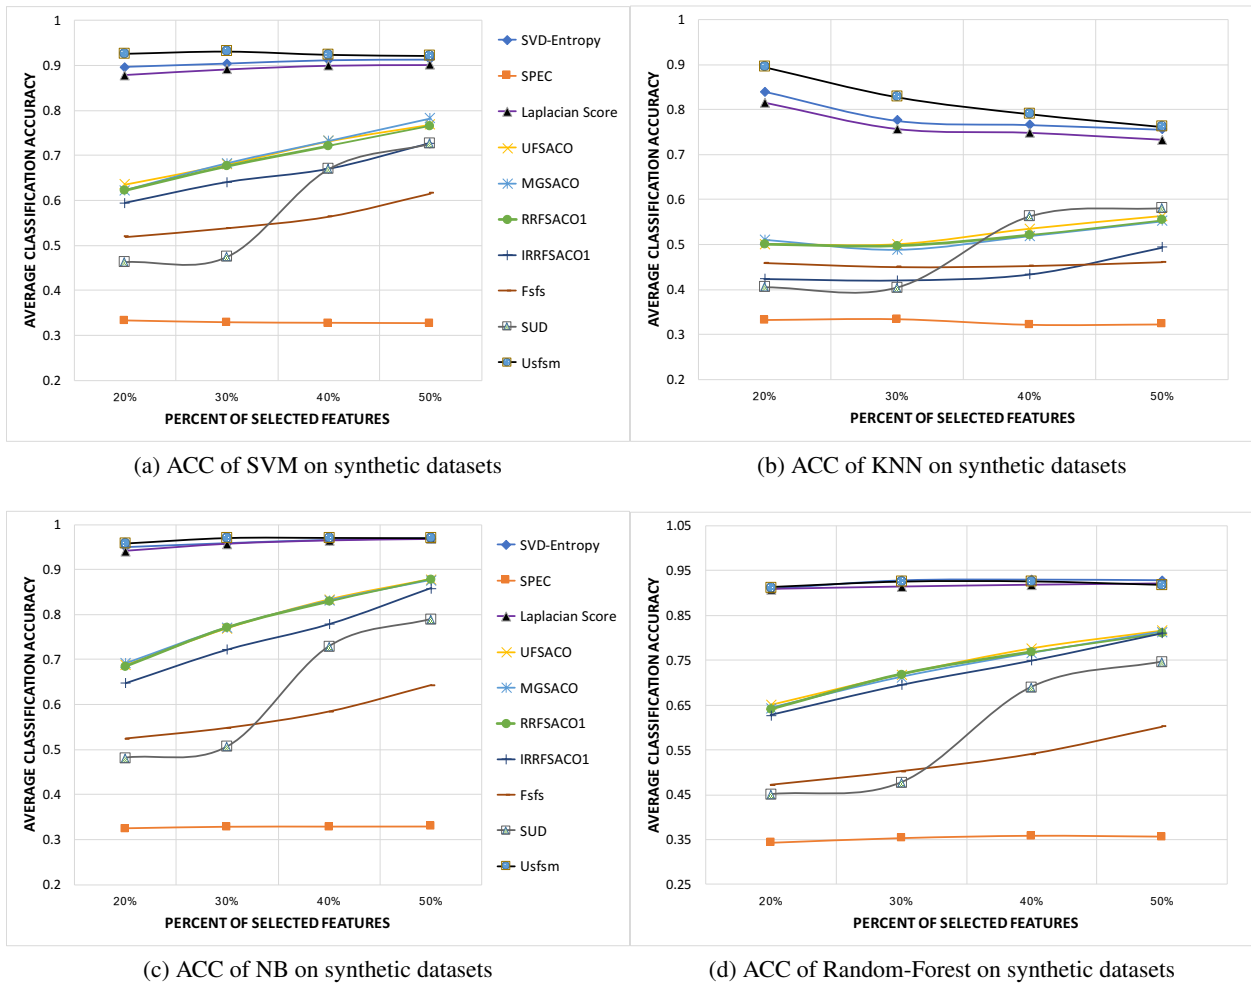 1
0.9
0.8
0.7
0.6
0.5
0.4
0.3
0.2
AVERAGE CLASSIFICATION ACCURACY
20%
30%
40%
50%
PERCENT OF SELECTED FEATURES
SVD-Entropy
SPEC
Laplacian Score
UFSACO
MGSACO
RRFSACO1
IRRFSACO1
Fsfs
SUD
Usfsm
(a) ACC of SVM on synthetic datasets
1
0.9
0.8
0.7
0.6
0.5
0.4
0.3
0.2
AVERAGE CLASSIFICATION ACCURACY
20%
30%
40%
50%
PERCENT OF SELECTED FEATURES
(b) ACC of KNN on synthetic datasets
1
0.9
0.8
0.7
0.6
0.5
0.4
0.3
0.2
AVERAGE CLASSIFICATION ACCURACY
20%
30%
40%
50%
PERCENT OF SELECTED FEATURES
SVD-Entropy
SPEC
Laplacian Score
UFSACO
MGSACO
RRFSACO1
IRRFSACO1
Fsfs
SUD
Usfsm
(c) ACC of NB on synthetic datasets
1.05
0.95
0.85
0.75
0.65
0.55
0.45
0.35
0.25
AVERAGE CLASSIFICATION ACCURACY
20%
30%
40%
50%
PERCENT OF SELECTED FEATURES
(d) ACC of Random-Forest on synthetic datasets